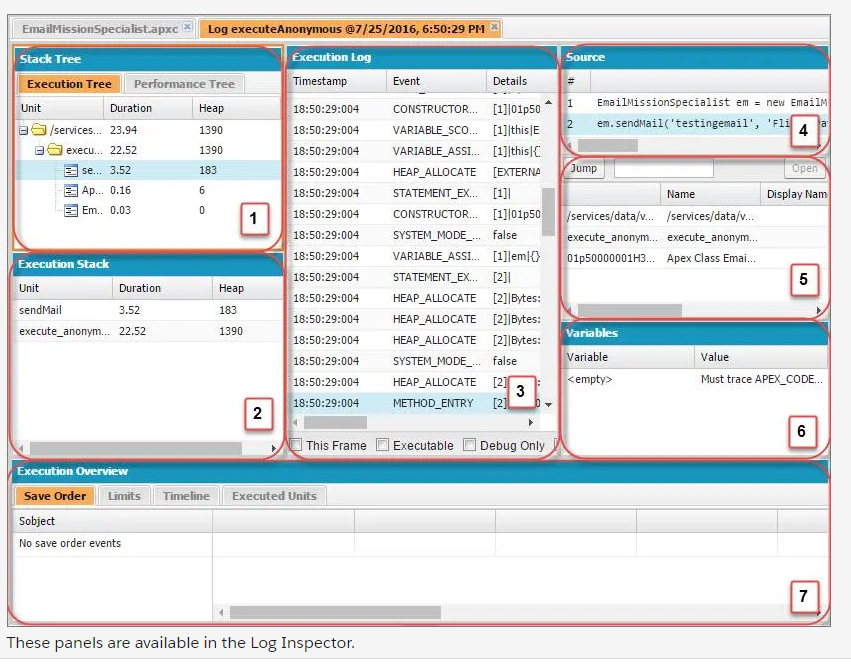 EmailMissionSpecialist.apxc
Log executeAnonymous @7/25/2016, 6:50:29 PM
Stack Tree
Execution Tree Performance Tree
Unit Duration Heap
/services... 23.94 1390
execu... 22.52 1390
se... 3.52 183
Ap... 0.16 6
Em... 0.03 0
1
Execution Stack
Unit Duration Heap
sendMail 3.52 183
execute_anonym... 22.52 1390
2
Execution Log
Timestamp Event Details
18:50:29:004 CONSTRUCTOR... [1]|01p50
18:50:29:004 VARIABLE_SCO... [1]|this|E
18:50:29:004 VARIABLE_ASSI... [1]|this|{}
18:50:29:004 HEAP_ALLOCATE [EXTERNA
18:50:29:004 STATEMENT_EX... [1]|
18:50:29:004 CONSTRUCTOR... [1]|01p50
18:50:29:004 SYSTEM_MODE_... false
18:50:29:004 VARIABLE_ASSI... [1]|em|{}
18:50:29:004 STATEMENT_EX... [2]|
18:50:29:004 HEAP_ALLOCATE [2]|Bytes:
18:50:29:004 HEAP_ALLOCATE [2]|Bytes:
18:50:29:004 HEAP_ALLOCATE [2]|Bytes:
18:50:29:004 SYSTEM_MODE_... false
18:50:29:004 HEAP_ALLOCATE [2]
18:50:29:004 METHOD_ENTRY [2]
3
This Frame Executable Debug Only
Source
#
1 EmailMissionSpecialist em = new EmailM
2 em.sendMail('testingemail', 'Fli
4
Jump Open
Name Display Nam
/services/data/v... /services/data/v...
execute_anonym... execute_anonym...
01p50000001H3... Apex Class Emai...
5
Variables
Variable Value
<empty> Must trace APEX_CODE...
6
Execution Overview
Save Order Limits Timeline Executed Units
Sobject
No save order events
7
These panels are available in the Log Inspector.